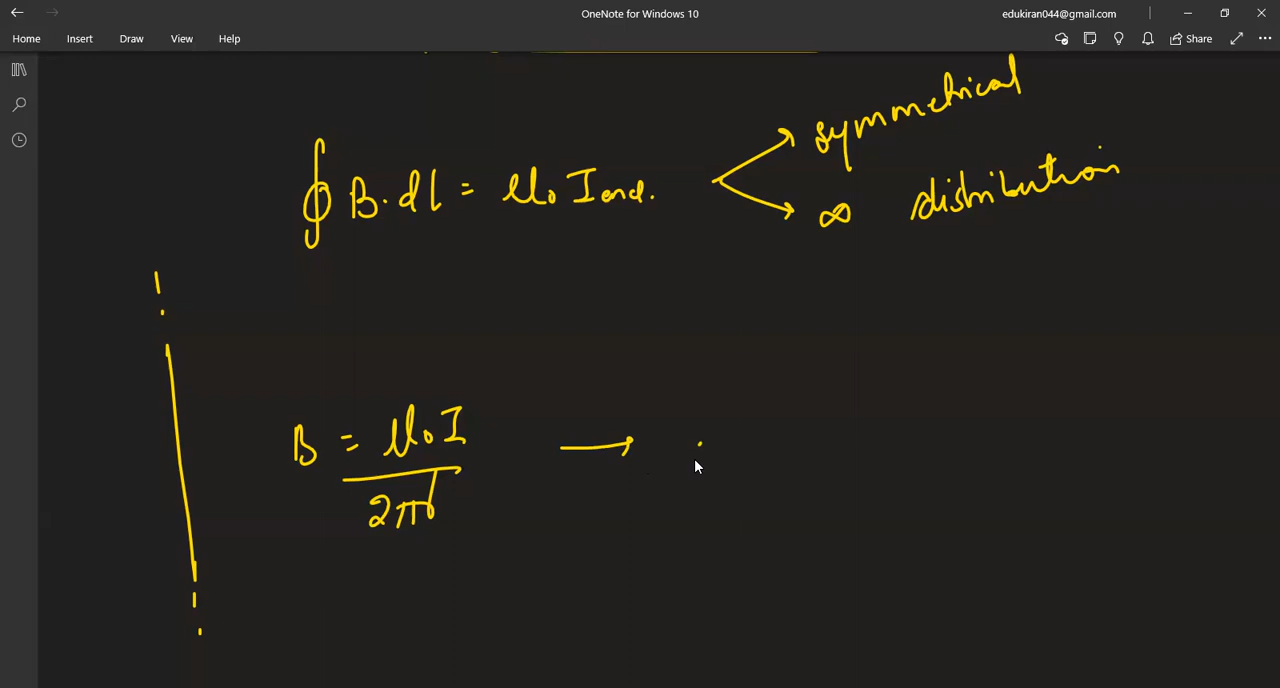 OneNote for Windows 10
edukiran044@gmail.com
Home Insert Draw View Help
Share
symmetrical
∮ B.dl = μ₀ I end.
∞ distribution
B = μ₀I
2πr